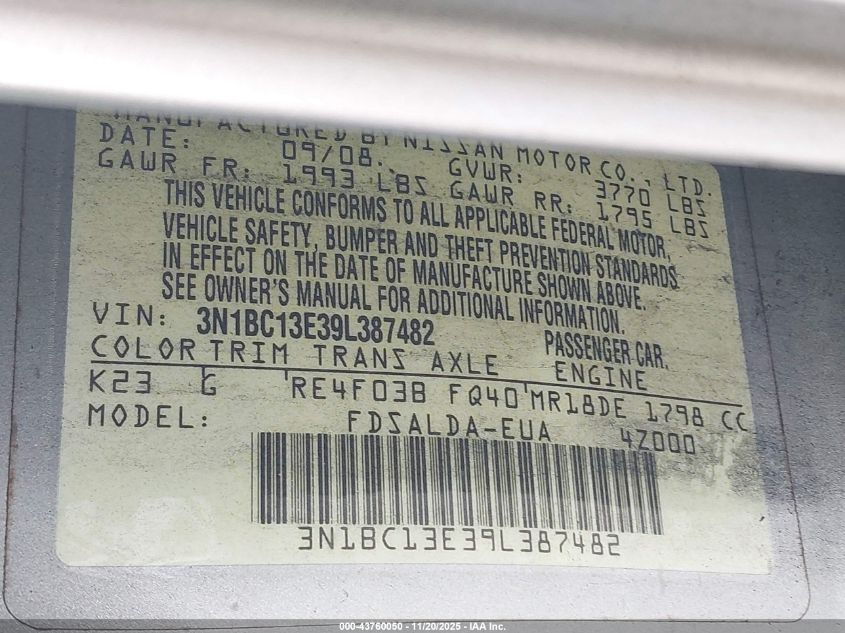 MANUFACTURED BY NISSAN MOTOR CO., LTD.
DATE: 09/08. GVWR: 3770 LBS
GAWR FR: 1993 LBS GAWR RR: 1795 LBS
THIS VEHICLE CONFORMS TO ALL APPLICABLE FEDERAL MOTOR,
VEHICLE SAFETY, BUMPER AND THEFT PREVENTION STANDARDS
IN EFFECT ON THE DATE OF MANUFACTURE SHOWN ABOVE.
SEE OWNER'S MANUAL FOR ADDITIONAL INFORMATION.
VIN: 3N1BC13E39L387482 PASSENGER CAR.
COLOR TRIM TRANS AXLE ENGINE
K23 G RE4F03B FQ40 MR18DE 1798 CC
MODEL: FDSALDA-EUA 4Z000
3N1BC13E39L387482
000-43760050 - 11/20/2025 - IAA Inc.